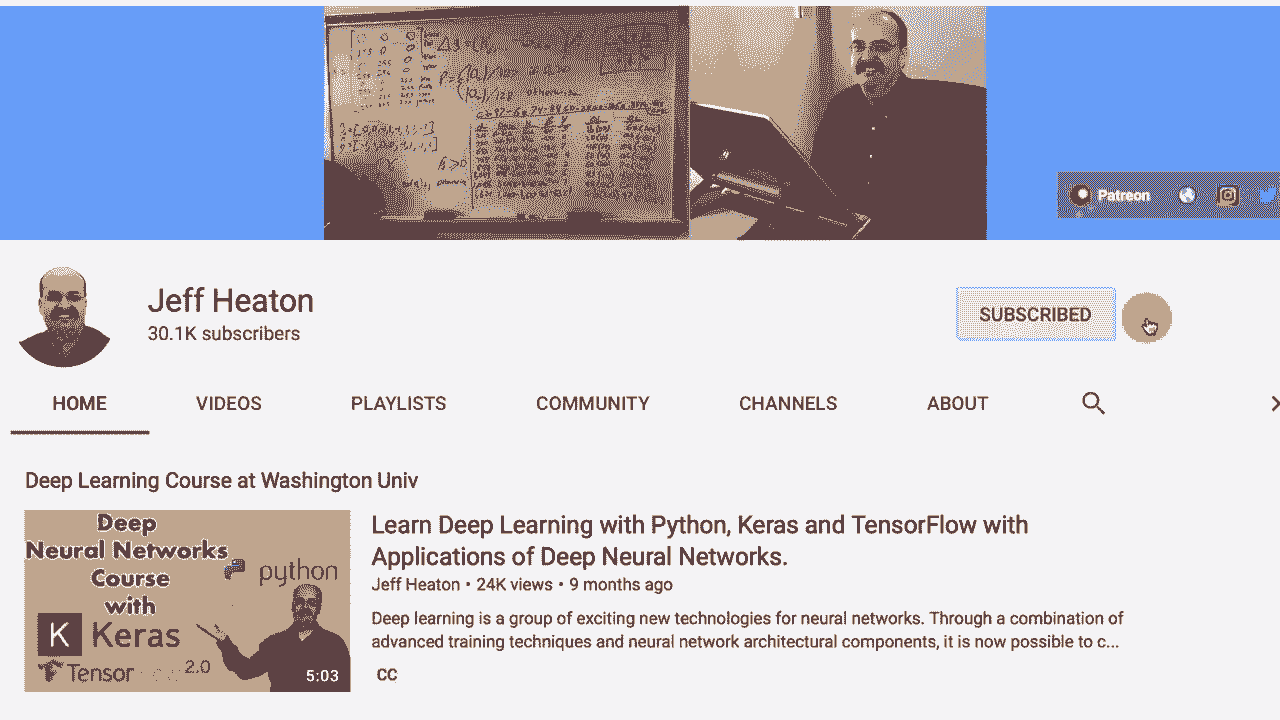 Patreon
Jeff Heaton
30.1K subscribers
SUBSCRIBED
HOME
VIDEOS
PLAYLISTS
COMMUNITY
CHANNELS
ABOUT
Deep Learning Course at Washington Univ
Deep
Neural Networks
Course
with
python
K Keras
Tensor
2.0
5:03
Learn Deep Learning with Python, Keras and TensorFlow with
Applications of Deep Neural Networks.
Jeff Heaton • 24K views • 9 months ago
Deep learning is a group of exciting new technologies for neural networks. Through a combination of
advanced training techniques and neural network architectural components, it is now possible to c...
CC